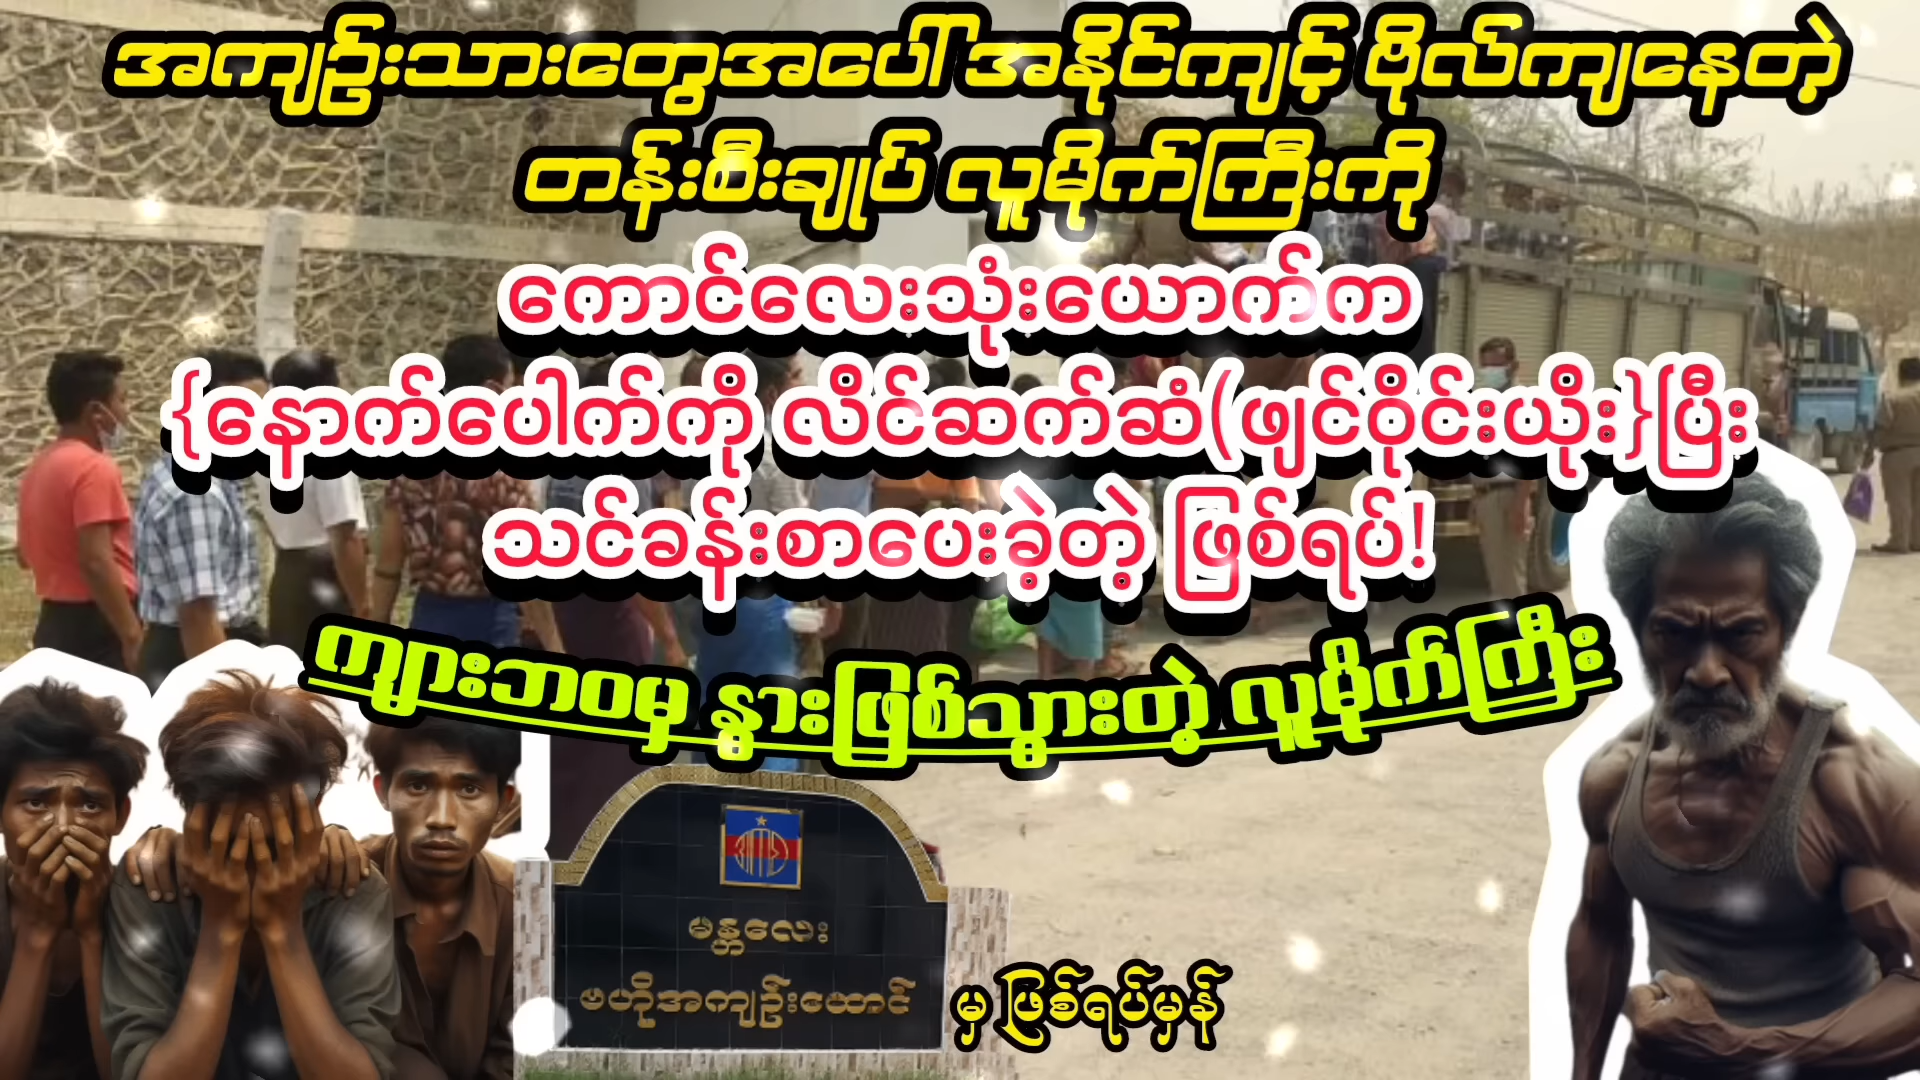 အကျဉ်းသားတွေအပေါ် အနိုင်ကျင့် ဗိုလ်ကျနေတဲ့
တန်းစီးချုပ် လူမိုက်ကြီးကို
ကောင်လေးသုံးယောက်က
{နောက်ပေါက်ကို လိင်ဆက်ဆံ(ဖျင်ဝိုင်းယိုး}ပြီး
သင်ခန်းစာပေးခဲ့တဲ့ ဖြစ်ရပ်!
ကျားဘဝမှ နွားဖြစ်သွားတဲ့ လူမိုက်ကြီး
မန္တလေး
ဗဟိုအကျဉ်းထောင်
မှ ဖြစ်ရပ်မှန်